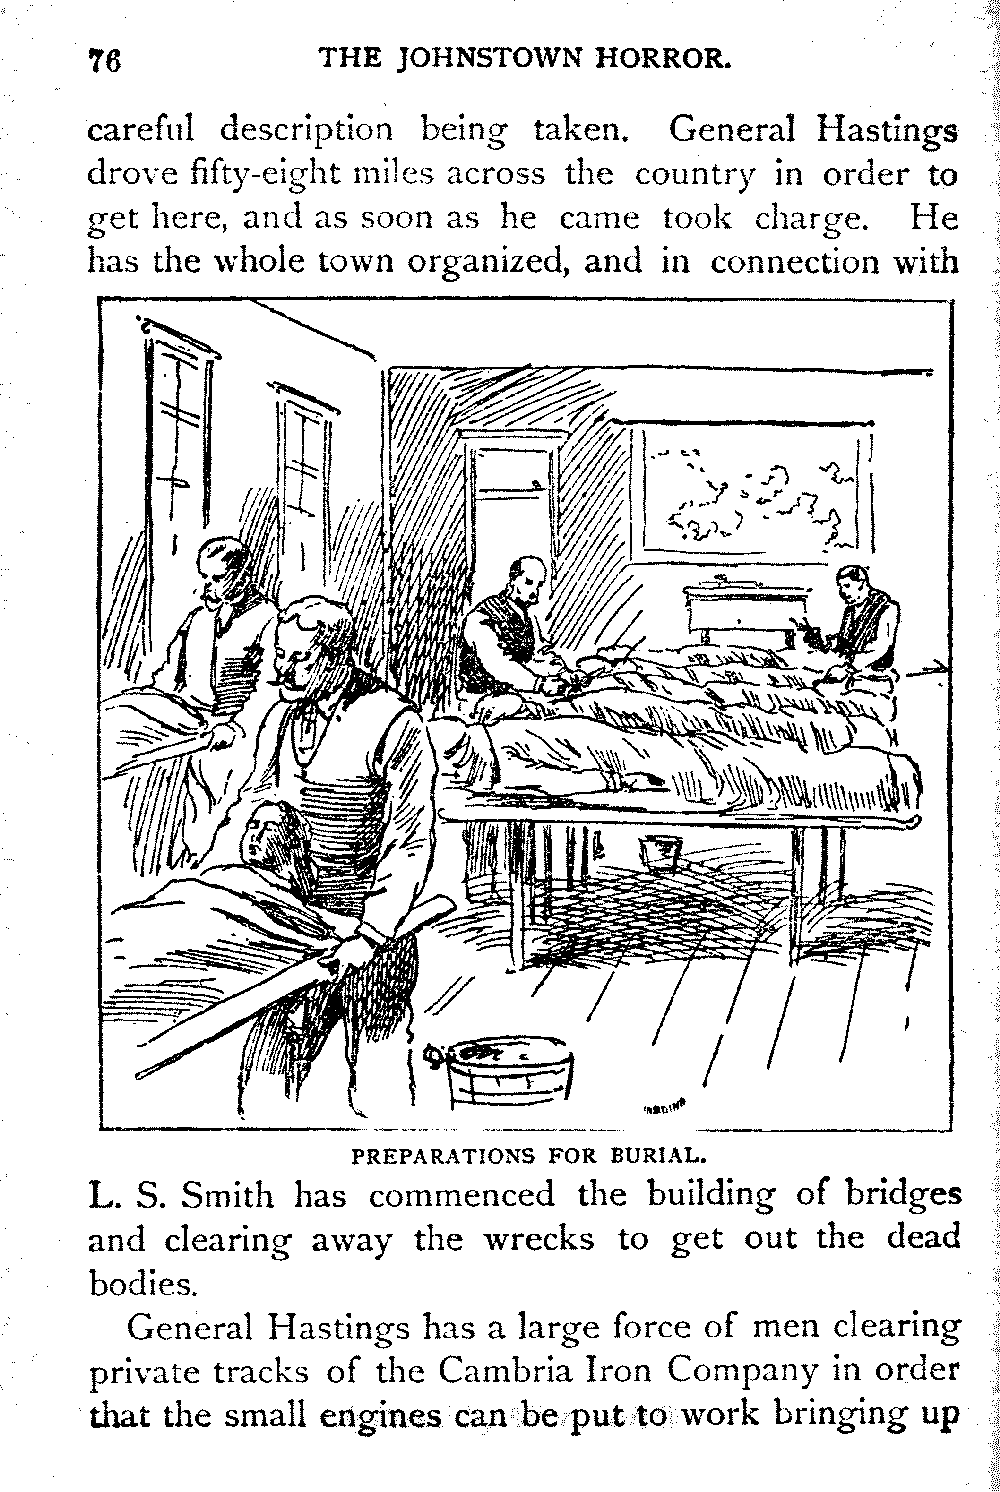 76 THE JOHNSTOWN HORROR.
careful description being taken. General Hastings
drove fifty-eight miles across the country in order to
get here, and as soon as he came took charge. He
has the whole town organized, and in connection with
PREPARATIONS FOR BURIAL.
L. S. Smith has commenced the building of bridges
and clearing away the wrecks to get out the dead
bodies.
General Hastings has a large force of men clearing
private tracks of the Cambria Iron Company in order
that the small engines can be put to work bringing up